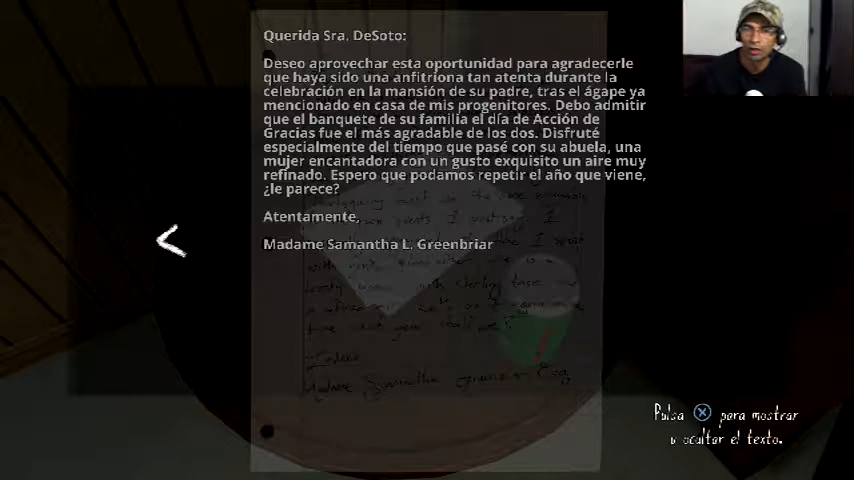 Querida Sra. DeSoto:
Deseo aprovechar esta oportunidad para agradecerle
que haya sido una anfitriona tan atenta durante la
celebración en la mansión de su padre, tras el ágape ya
mencionado en casa de mis progenitores. Debo admitir
que el banquete de su familia el día de Acción de
Gracias fue el más agradable de los dos. Disfruté
especialmente del tiempo que pasé con su abuela, una
mujer encantadora con un gusto exquisito un aire muy
refinado. Espero que podamos repetir el año que viene,
¿le parece?
Atentamente,
Madame Samantha L. Greenbriar
Pulsa para mostrar
u ocultar el texto.